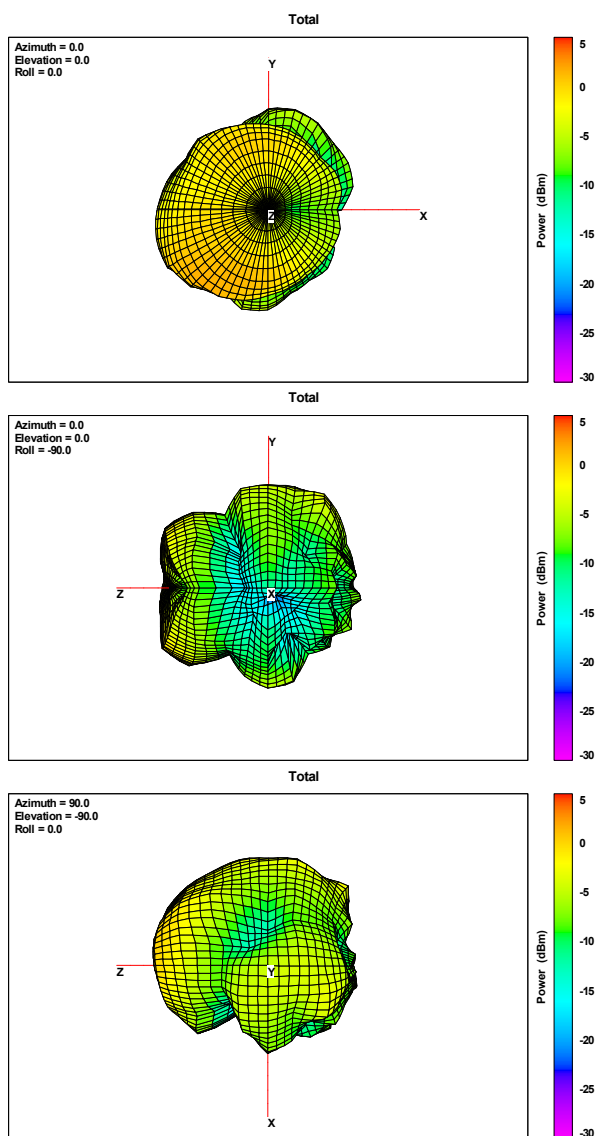 Total
Azimuth = 0.0
Elevation = 0.0
Roll = 0.0
Y
Z
X
5
0
-5
-10
-15
-20
-25
-30
Power (dBm)
Total
Azimuth = 0.0
Elevation = 0.0
Roll = -90.0
Y
Z
X
5
0
-5
-10
-15
-20
-25
-30
Power (dBm)
Total
Azimuth = 90.0
Elevation = -90.0
Roll = 0.0
Z
Y
X
5
0
-5
-10
-15
-20
-25
-30
Power (dBm)